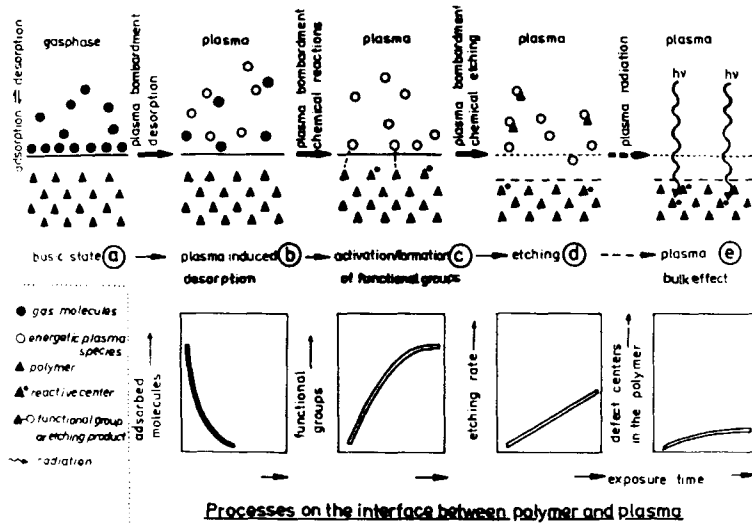 gasphase
plasma
plasma
plasma
plasma
adsorption ⇌ desorption
plasma bombardment
desorption
plasma bombardment
chemical reactions
plasma bombardment
chemical etching
plasma radiation
hν
hν
basic state a
plasma induced b
desorption
activation/formation c
of functional groups
etching d
plasma e
bulk effect
gas molecules
energetic plasma
species
polymer
reactive center
functional group
or etching product
radiation
adsorbed
molecules
functional
groups
etching rate
defect centers
in the polymer
exposure time
Processes on the interface between polymer and plasma